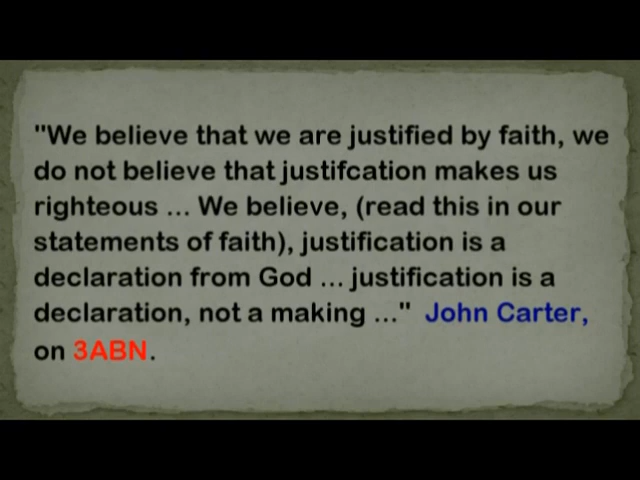 "We believe that we are justified by faith, we
do not believe that justifcation makes us
righteous ... We believe, (read this in our
statements of faith), justification is a
declaration from God ... justification is a
declaration, not a making ..." John Carter,
on 3ABN.